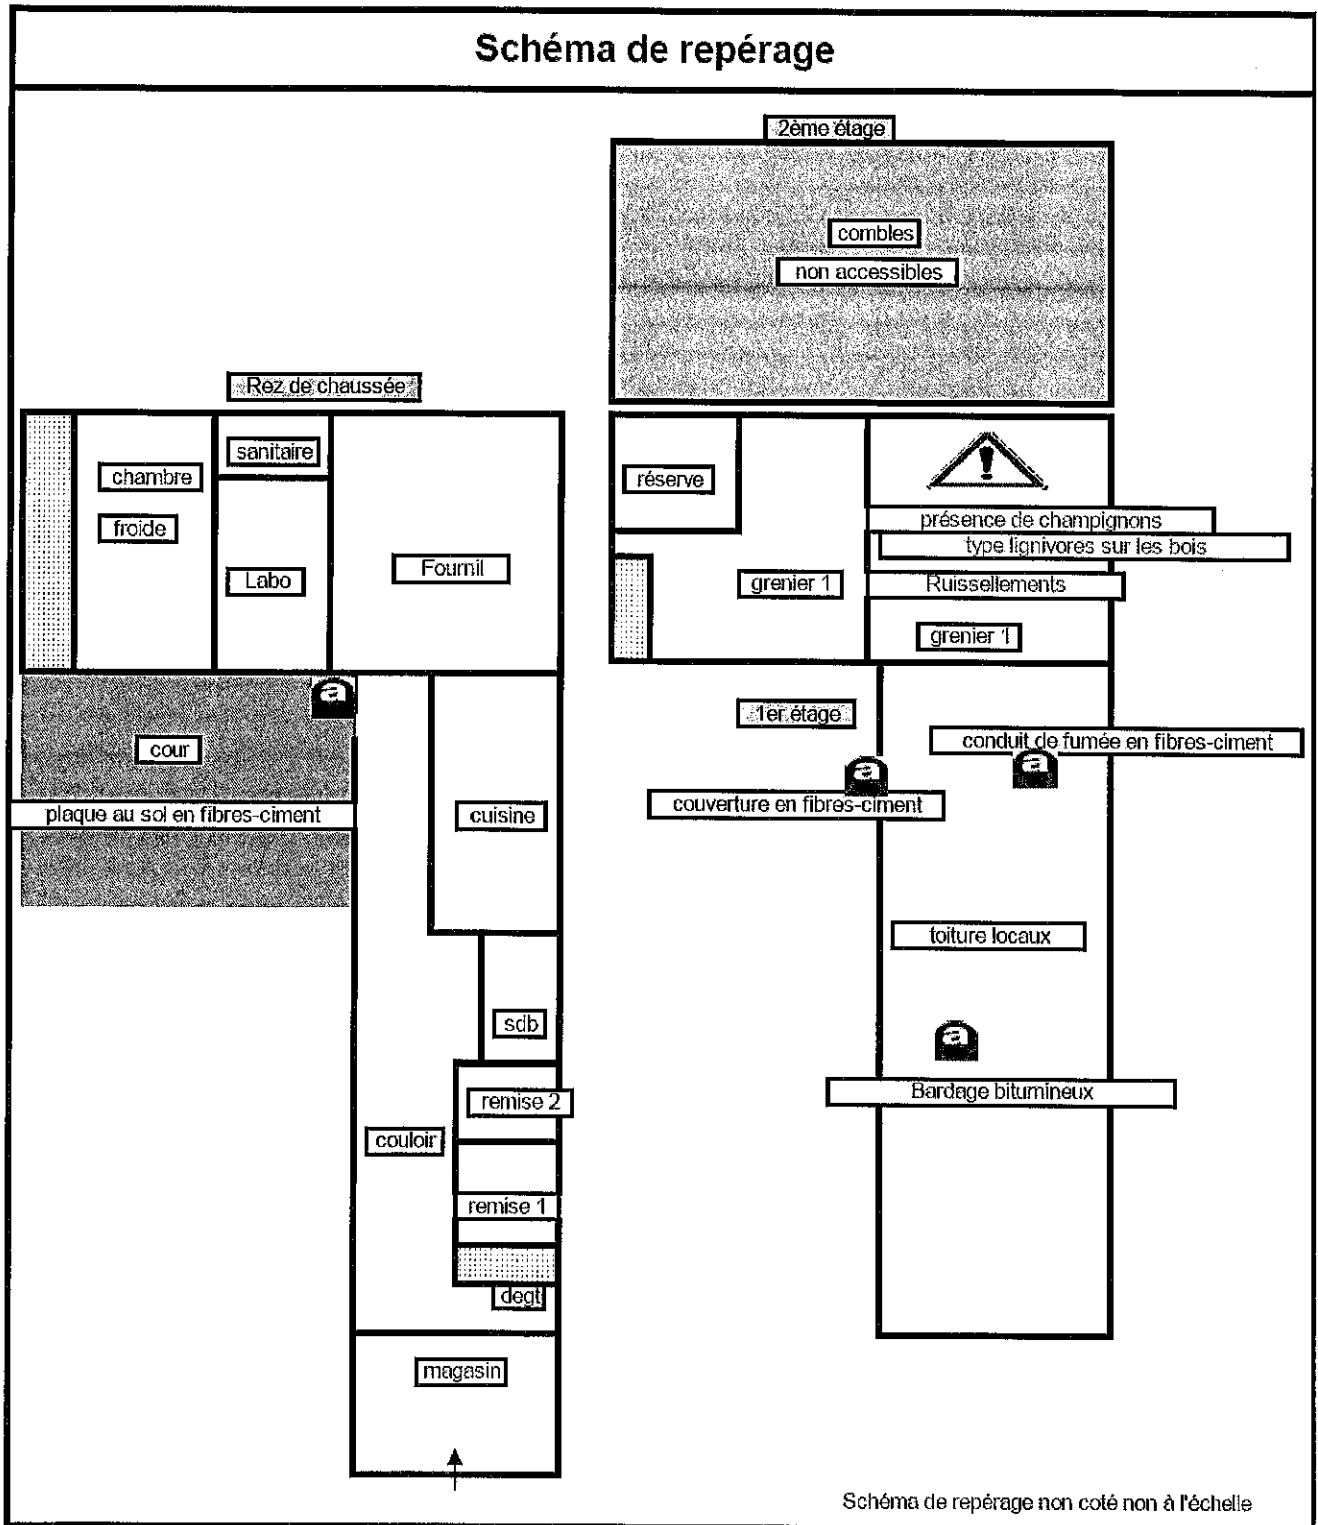 Schéma de repérage
2ème étage
combles
non accessibles
Rez de chaussée
chambre
froide
sanitaire
Labo
Fournil
réserve
grenier 1
!
présence de champignons
type lignivores sur les bois
Ruissellements
grenier 1
a
cour
plaque au sol en fibres-ciment
cuisine
1er étage
conduit de fumée en fibres-ciment
a
a
couverture en fibres-ciment
toiture locaux
sdb
a
Bardage bitumineux
remise 2
couloir
remise 1
degt
magasin
Schéma de repérage non coté non à l'échelle